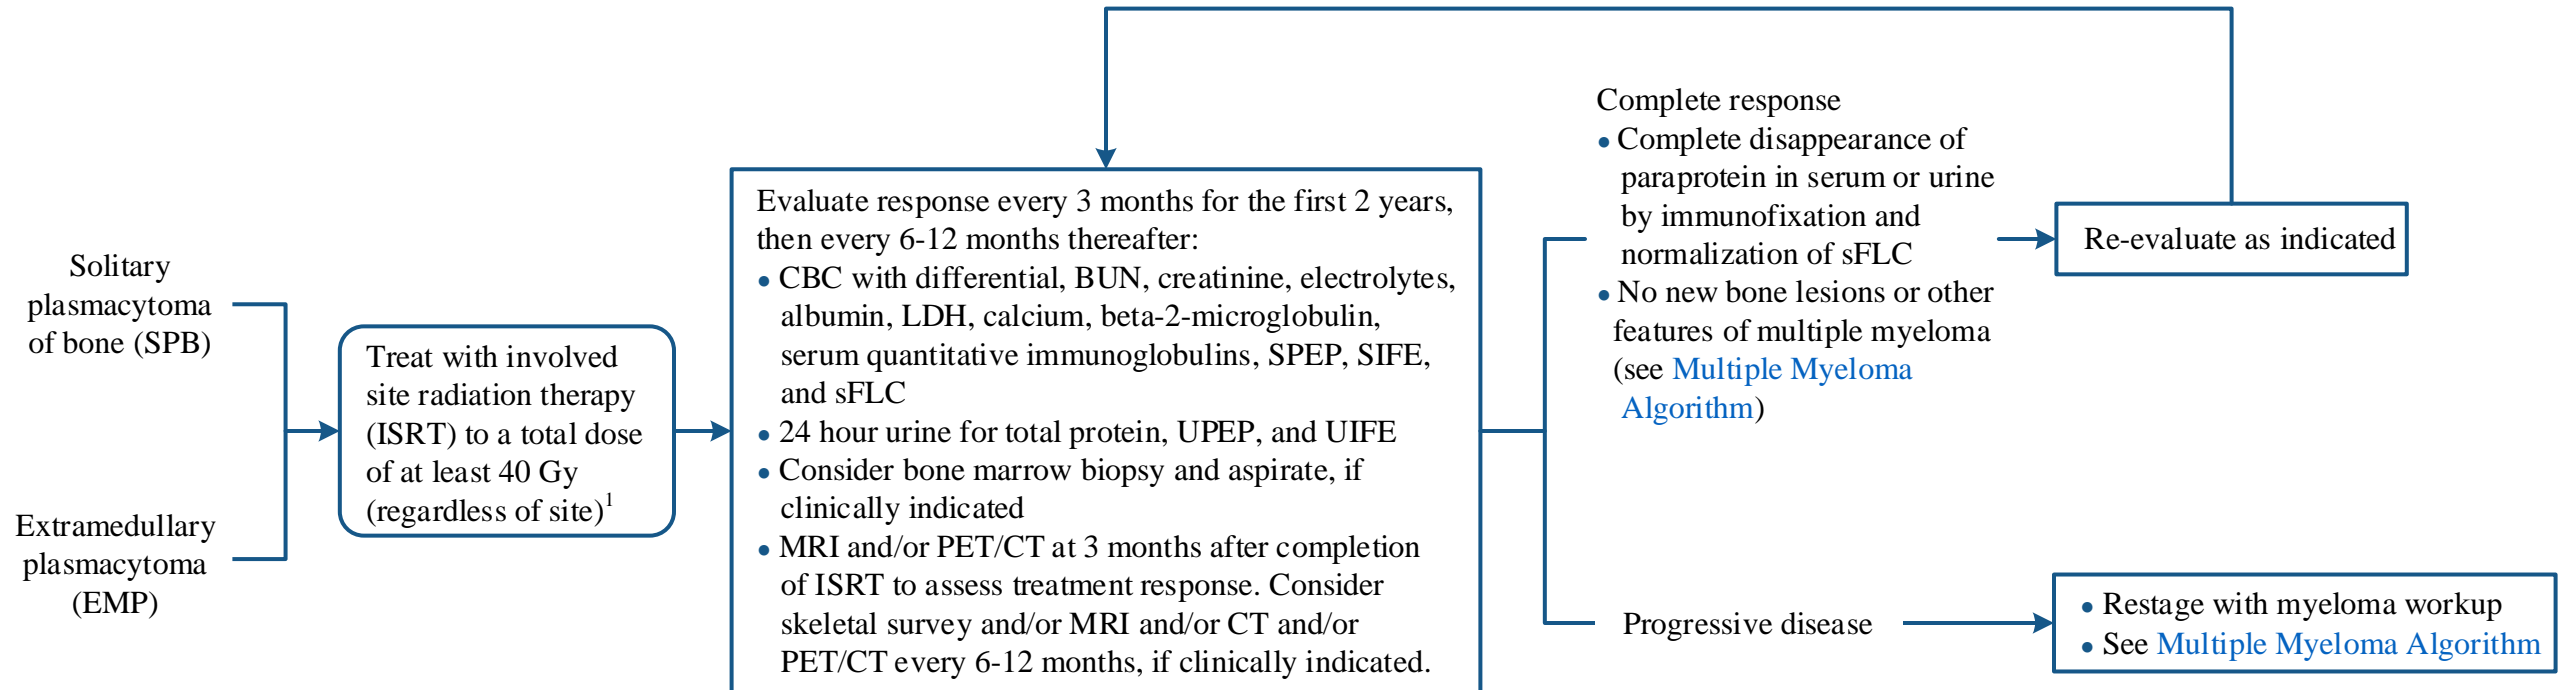 Solitary
plasmacytoma
of bone (SPB)
Extramedullary
plasmacytoma
(EMP)
Treat with involved
site radiation therapy
(ISRT) to a total dose
of at least 40 Gy
(regardless of site)1
Evaluate response every 3 months for the first 2 years,
then every 6-12 months thereafter:
● CBC with differential, BUN, creatinine, electrolytes,
albumin, LDH, calcium, beta-2-microglobulin,
serum quantitative immunoglobulins, SPEP, SIFE,
and sFLC
● 24 hour urine for total protein, UPEP, and UIFE
● Consider bone marrow biopsy and aspirate, if
clinically indicated
● MRI and/or PET/CT at 3 months after completion
of ISRT to assess treatment response. Consider
skeletal survey and/or MRI and/or CT and/or
PET/CT every 6-12 months, if clinically indicated.
Complete response
● Complete disappearance of
paraprotein in serum or urine
by immunofixation and
normalization of sFLC
● No new bone lesions or other
features of multiple myeloma
(see Multiple Myeloma
Algorithm)
Re-evaluate as indicated
Progressive disease
● Restage with myeloma workup
● See Multiple Myeloma Algorithm